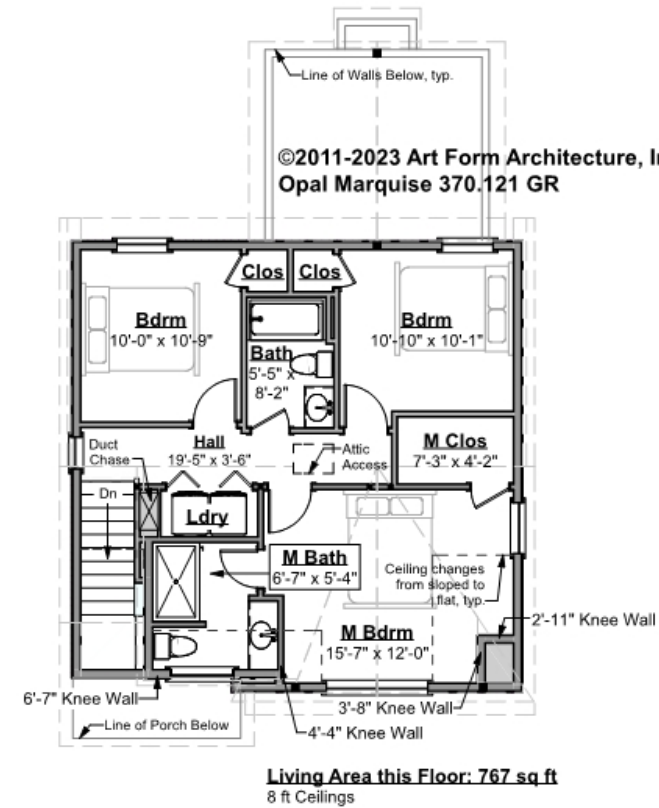 Line of Walls Below, typ.
©2011-2023 Art Form Architecture, I
Opal Marquise 370.121 GR
Clos
Clos
Bdrm
10'-0" x 10'-9"
Bdrm
10'-10" x 10'-1"
Bath
5'-5" x
8'-2"
Duct
Chase
Hall
19'-5" x 3'-6"
Attic
Access
M Clos
7'-3" x 4'-2"
Dn
Ldry
M Bath
6'-7" x 5'-4"
Ceiling changes
from sloped to
flat, typ.
2'-11" Knee Wall
M Bdrm
15'-7" x 12'-0"
6'-7" Knee Wall
3'-8" Knee Wall
Line of Porch Below
4'-4" Knee Wall
Living Area this Floor: 767 sq ft
8 ft Ceilings